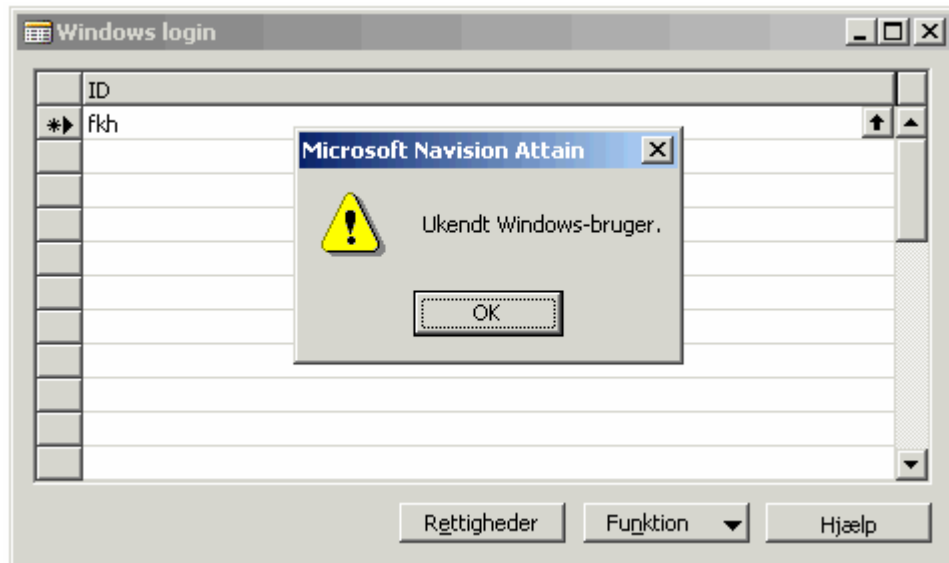 Windows login
ID
fkh
Microsoft Navision Attain
Ukendt Windows-bruger.
OK
Rettigheder
Funktion
Hjælp